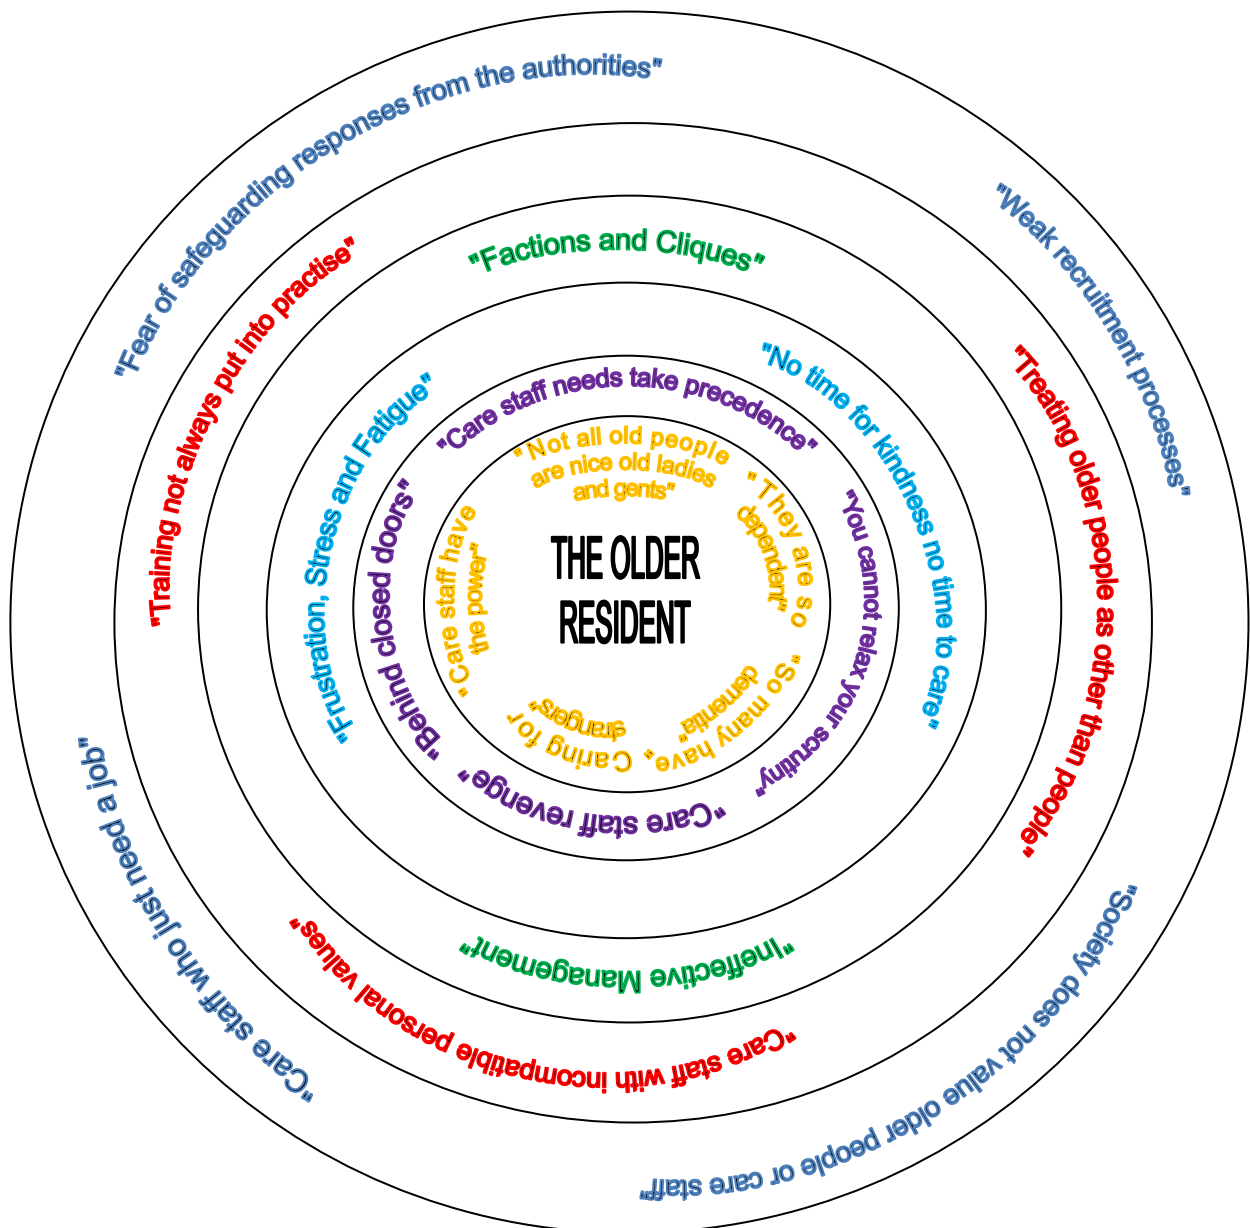 "Fear of safeguarding responses from the authorities"
"Weak recruitment processes"
"Society does not value older people or care staff"
"Care staff who just need a job"
"Training not always put into practise"
"Treating older people as other than people"
"Care staff with incompatible personal values"
"Factions and Cliques"
"Ineffective Management"
"Frustration, Stress and Fatigue"
"No time for kindness no time to care"
"Care staff needs take precedence"
"You cannot relax your scrutiny"
"Care staff revenge"
"Behind closed doors"
"Not all old people
are nice old ladies
and gents"
"They are so
dependent"
"So many have
dementia"
"Caring for
strangers"
"Care staff have
the power"
THE OLDER
RESIDENT